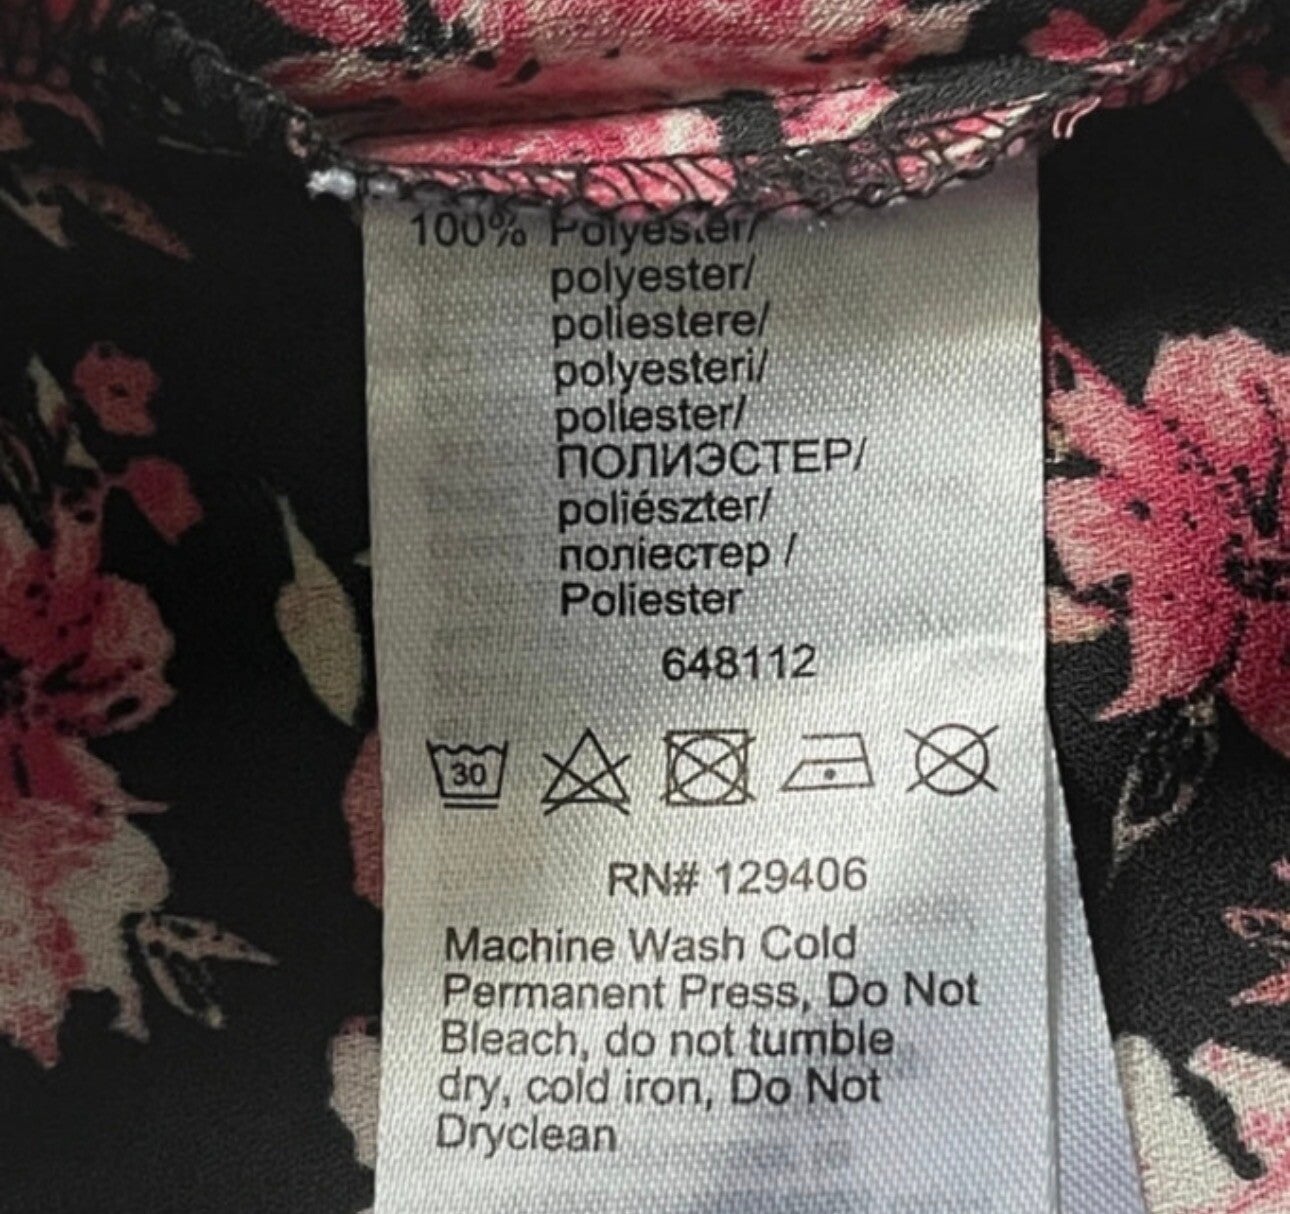 100% Polyester/
polyester/
poliestere/
polyesteri/
poliester/
ПОЛИЭСТЕР/
poliészter/
поліестер /
Poliester
648112
30
RN# 129406
Machine Wash Cold
Permanent Press, Do Not
Bleach, do not tumble
dry, cold iron, Do Not
Dryclean